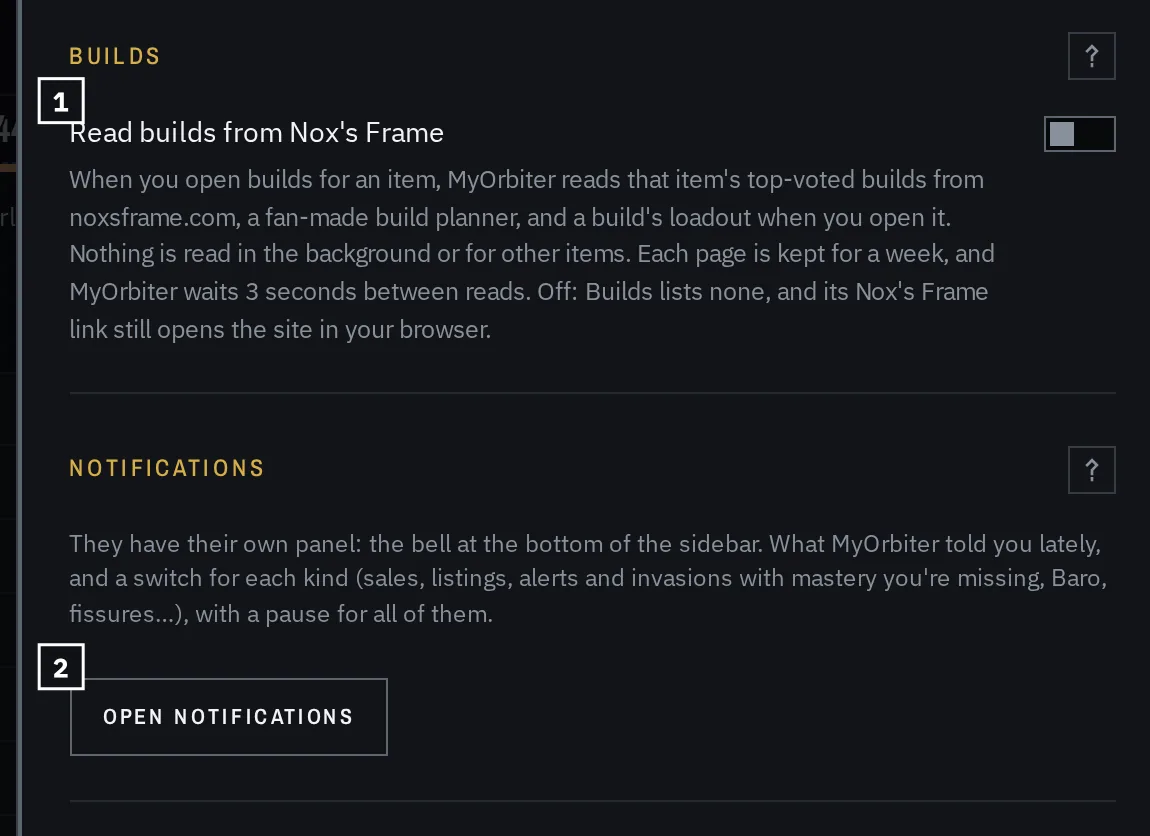 BUILDS
?
1
Read builds from Nox's Frame
When you open builds for an item, MyOrbiter reads that item's top-voted builds from
noxsframe.com, a fan-made build planner, and a build's loadout when you open it.
Nothing is read in the background or for other items. Each page is kept for a week, and
MyOrbiter waits 3 seconds between reads. Off: Builds lists none, and its Nox's Frame
link still opens the site in your browser.
NOTIFICATIONS
?
They have their own panel: the bell at the bottom of the sidebar. What MyOrbiter told you lately,
and a switch for each kind (sales, listings, alerts and invasions with mastery you're missing, Baro,
fissures...), with a pause for all of them.
2
OPEN NOTIFICATIONS